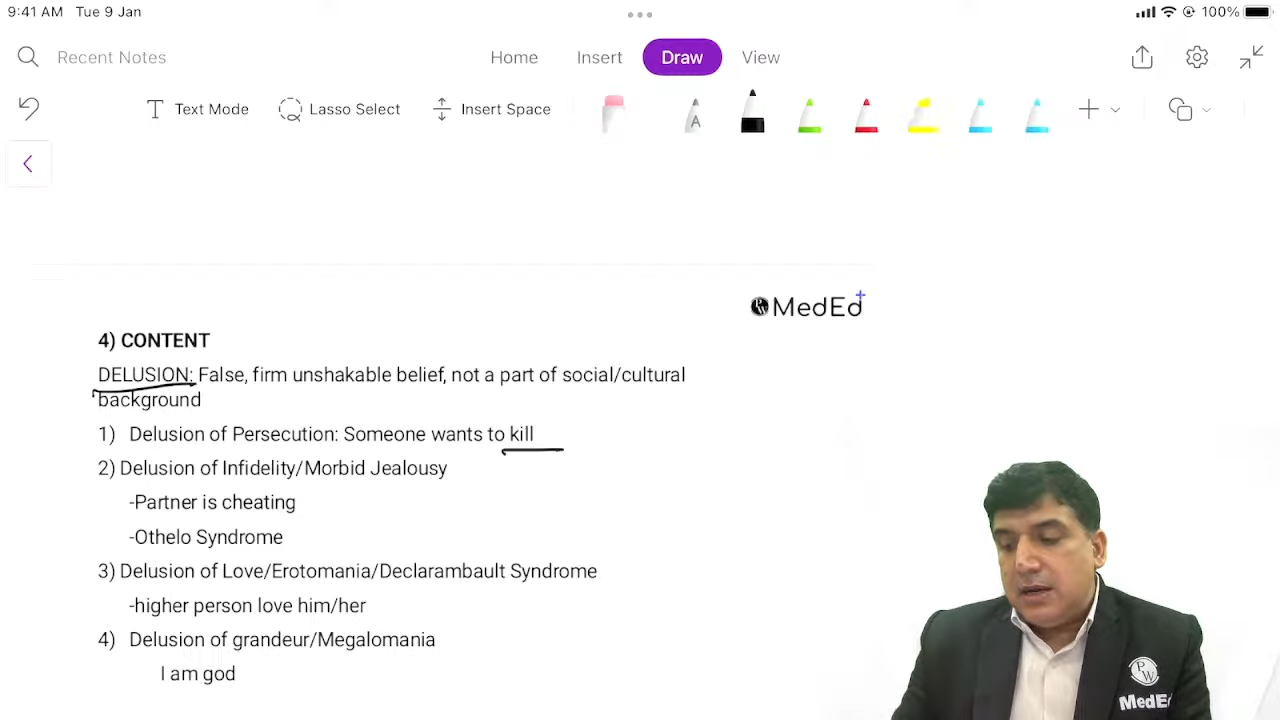 9:41 AM Tue 9 Jan
100%
Recent Notes
Home Insert Draw View
Text Mode Lasso Select Insert Space
A
PW MedEd
4) CONTENT
DELUSION: False, firm unshakable belief, not a part of social/cultural
background
1) Delusion of Persecution: Someone wants to kill
2) Delusion of Infidelity/Morbid Jealousy
-Partner is cheating
-Othelo Syndrome
3) Delusion of Love/Erotomania/Declarambault Syndrome
-higher person love him/her
4) Delusion of grandeur/Megalomania
I am god
PW
MedEd